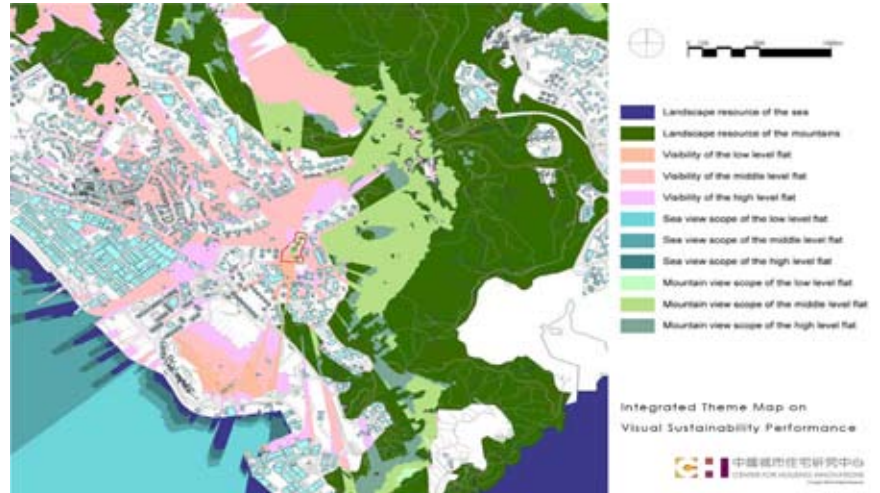 Landscape resource of the sea
Landscape resource of the mountains
Visibility of the low level flat
Visibility of the middle level flat
Visibility of the high level flat
Sea view scope of the low level flat
Sea view scope of the middle level flat
Sea view scope of the high level flat
Mountain view scope of the low level flat
Mountain view scope of the middle level flat
Mountain view scope of the high level flat
Integrated Theme Map on
Visual Sustainability Performance
中國城市住宅研究中心
CENTER FOR HOUSING INNOVATIONS